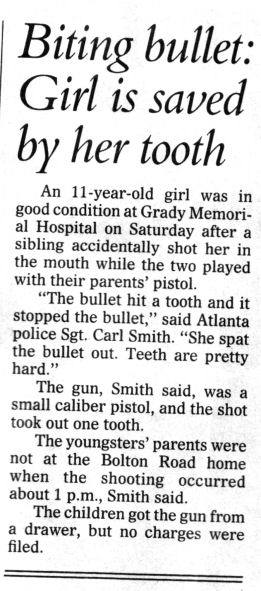 Biting bullet:
Girl is saved
by her tooth
An 11-year-old girl was in
good condition at Grady Memori-
al Hospital on Saturday after a
sibling accidentally shot her in
the mouth while the two played
with their parents' pistol.
"The bullet hit a tooth and it
stopped the bullet," said Atlanta
police Sgt. Carl Smith. "She spat
the bullet out. Teeth are pretty
hard."
The gun, Smith said, was a
small caliber pistol, and the shot
took out one tooth.
The youngsters' parents were
not at the Bolton Road home
when the shooting occurred
about 1 p.m., Smith said.
The children got the gun from
a drawer, but no charges were
filed.